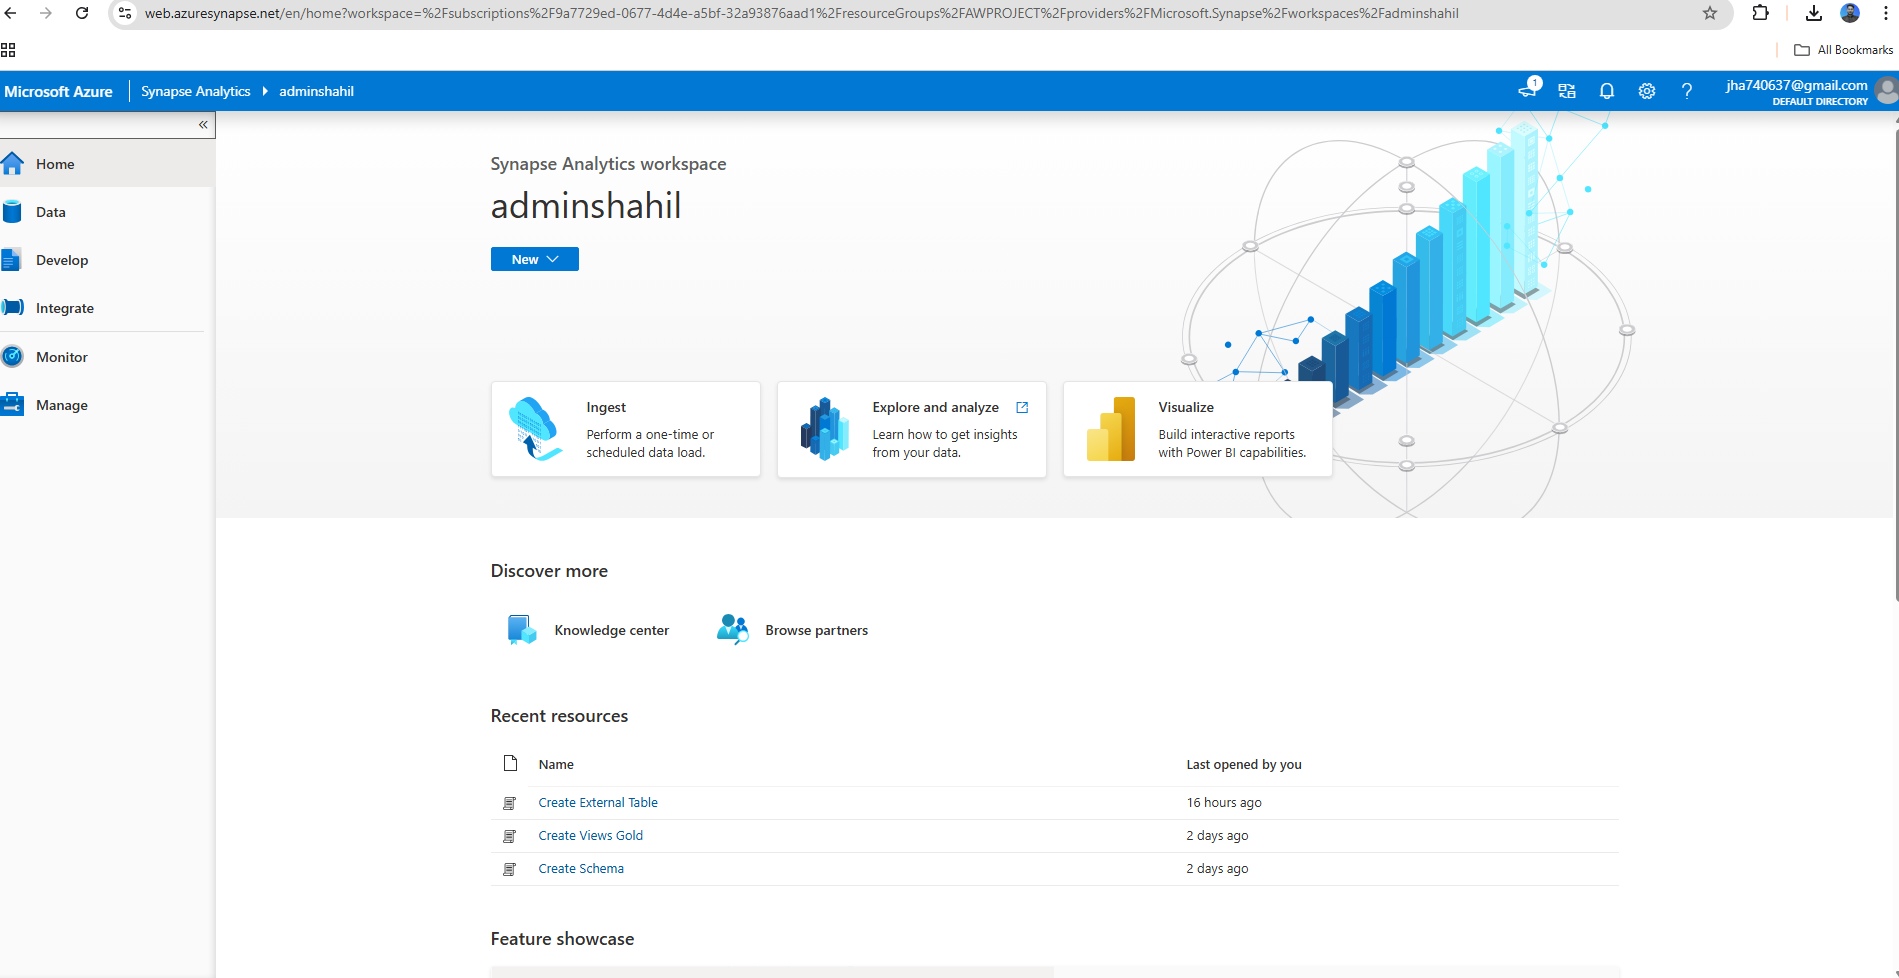 web.azuresynapse.net/en/home?workspace=%2Fsubscriptions%2F9a7729ed-0677-4d4e-a5bf-32a93876aad1%2FresourceGroups%2FAWPROJECT%2Fproviders%2FMicrosoft.Synapse%2Fworkspaces%2Fadminshahil
All Bookmarks
Microsoft Azure
Synapse Analytics
adminshahil
1
jha740637@gmail.com
DEFAULT DIRECTORY
Home
Data
Develop
Integrate
Monitor
Manage
Synapse Analytics workspace
adminshahil
New
Ingest
Perform a one-time or
scheduled data load.
Explore and analyze
Learn how to get insights
from your data.
Visualize
Build interactive reports
with Power BI capabilities.
Discover more
Knowledge center
Browse partners
Recent resources
Name
Last opened by you
Create External Table
16 hours ago
Create Views Gold
2 days ago
Create Schema
2 days ago
Feature showcase